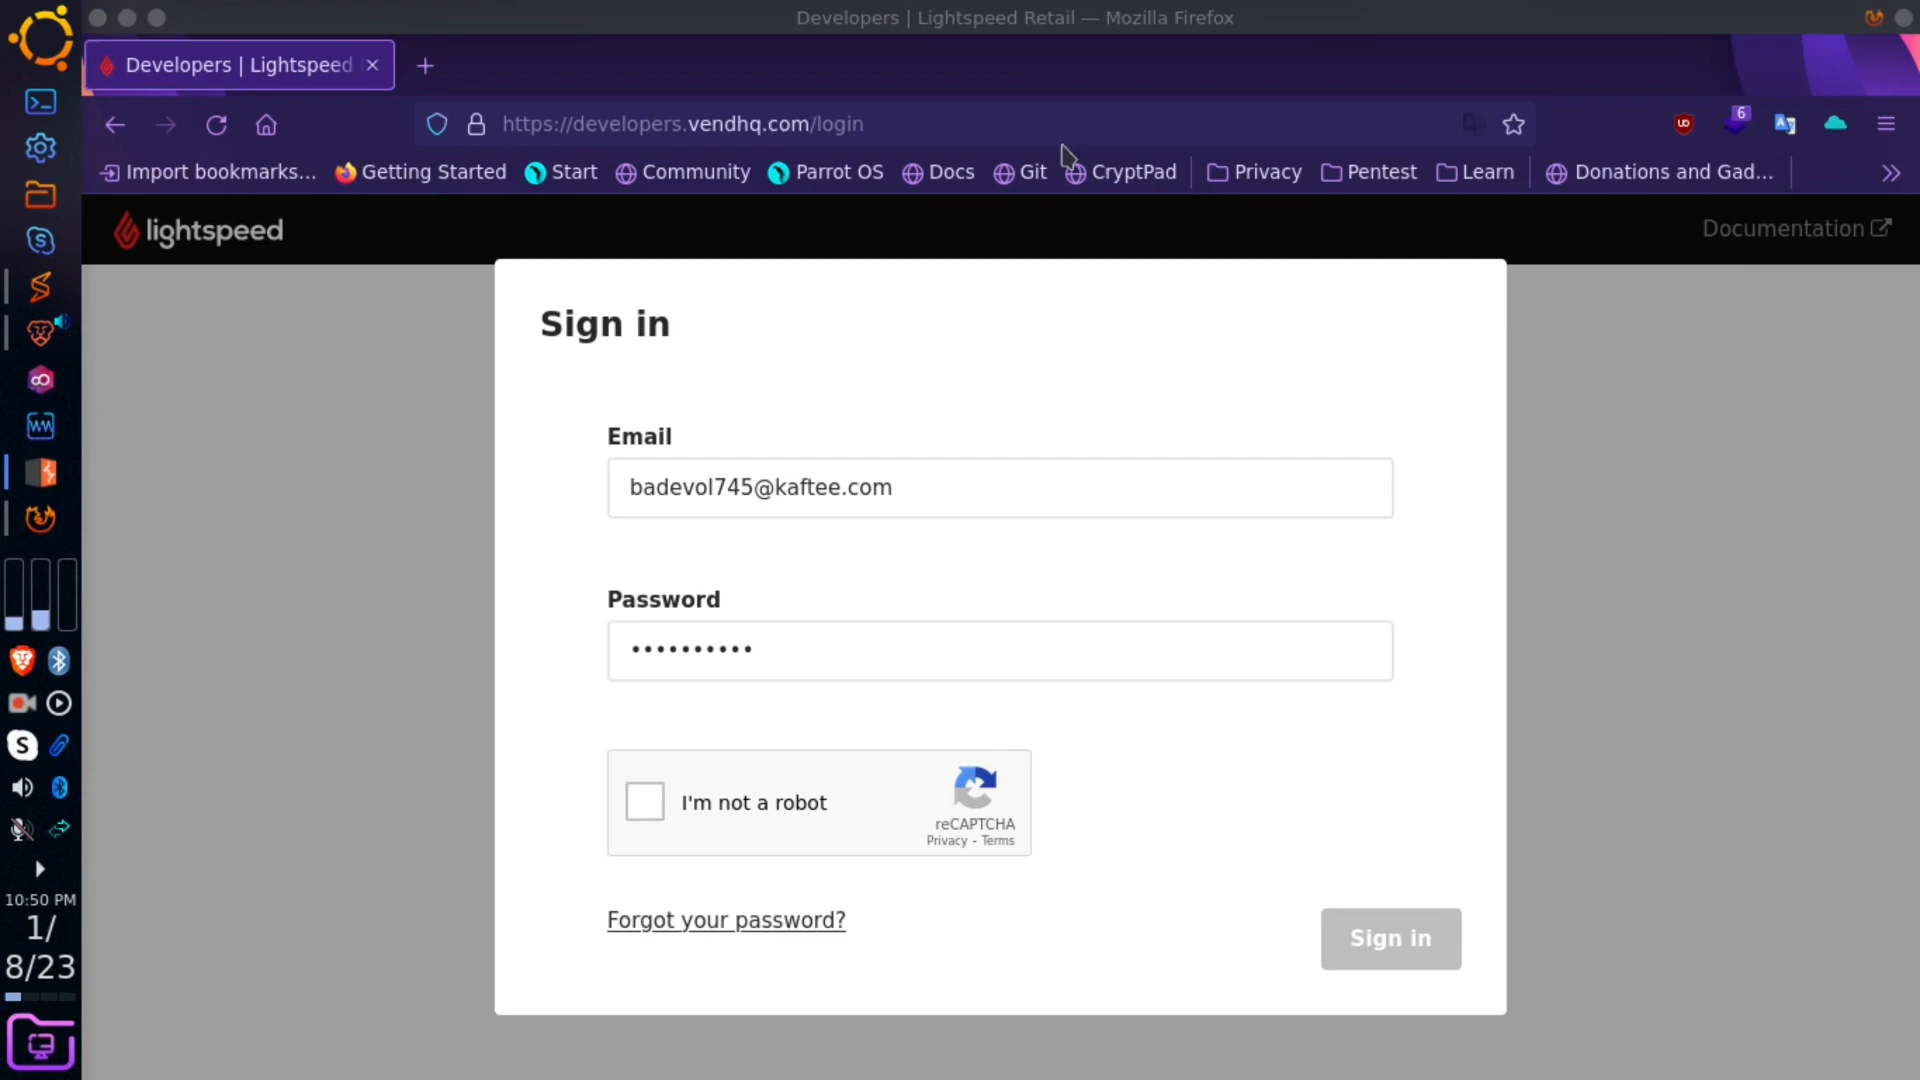 Developers | Lightspeed Retail — Mozilla Firefox
Developers | Lightspeed
https://developers.vendhq.com/login
6
Import bookmarks... Getting Started Start Community Parrot OS Docs Git CryptPad Privacy Pentest Learn Donations and Gad...
lightspeed
Documentation
Sign in
Email
badevol745@kaftee.com
Password
••••••••••
I'm not a robot
reCAPTCHA
Privacy - Terms
Forgot your password?
Sign in
10:50 PM
1/
8/23